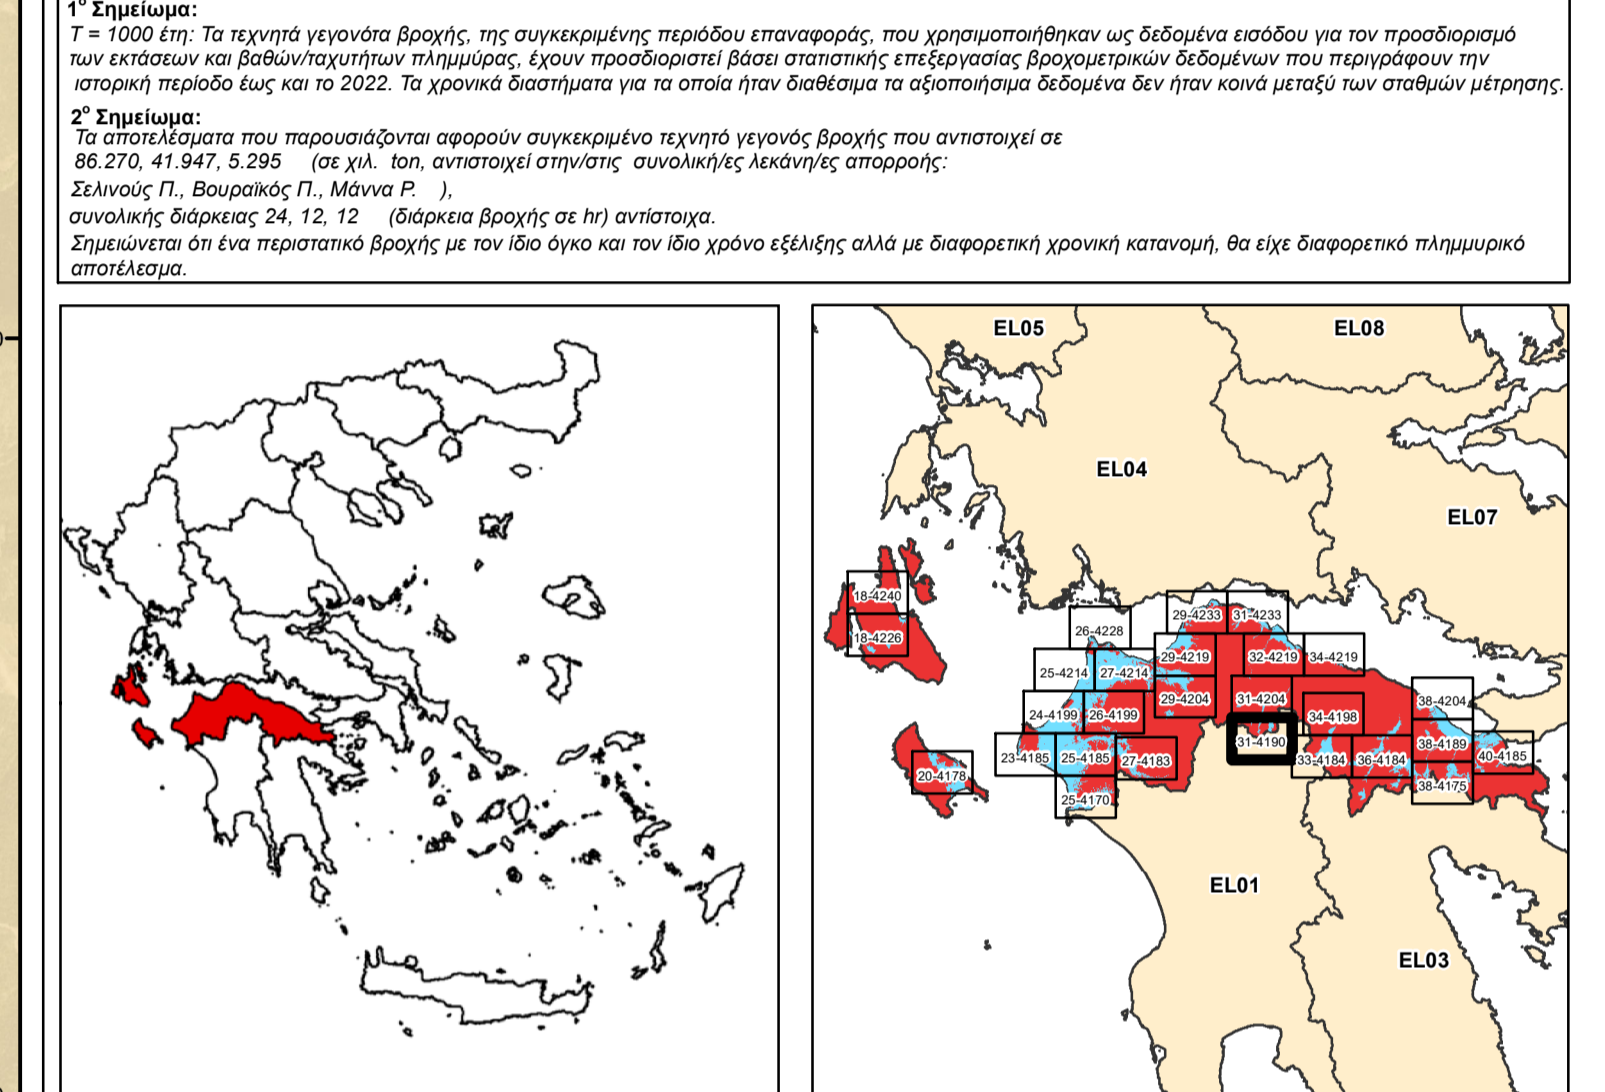 1ο Σημείωμα:
T = 1000 έτη: Τα τεχνητά γεγονότα βροχής, της συγκεκριμένης περιόδου επαναφοράς, που χρησιμοποιήθηκαν ως δεδομένα εισόδου για τον προσδιορισμό
των εκτάσεων και βαθών/ταχυτήτων πλημμύρας, έχουν προσδιοριστεί βάσει στατιστικής επεξεργασίας βροχομετρικών δεδομένων που περιγράφουν την
ιστορική περίοδο έως και το 2022. Τα χρονικά διαστήματα για τα οποία ήταν διαθέσιμα τα αξιοποιήσιμα δεδομένα δεν ήταν κοινά μεταξύ των σταθμών μέτρησης.
2ο Σημείωμα:
Τα αποτελέσματα που παρουσιάζονται αφορούν συγκεκριμένο τεχνητό γεγονός βροχής που αντιστοιχεί σε
86.270, 41.947, 5.295 (σε χιλ. ton, αντιστοιχεί στην/στις συνολική/ες λεκάνη/ες απορροής:
Σελινούς Π., Βουραϊκός Π., Μάννα Ρ. ),
συνολικής διάρκειας 24, 12, 12 (διάρκεια βροχής σε hr) αντίστοιχα.
Σημειώνεται ότι ένα περιστατικό βροχής με τον ίδιο όγκο και τον ίδιο χρόνο εξέλιξης αλλά με διαφορετική χρονική κατανομή, θα είχε διαφορετικό πλημμυρικό
αποτέλεσμα.
EL05
EL08
EL04
EL07
18-4240
18-4226
29-4233
31-4233
26-4228
29-4219
32-4219
34-4219
25-4214
27-4214
29-4204
31-4204
38-4204
24-4199
26-4199
34-4198
31-4190
38-4189
23-4185
25-4185
27-4183
33-4184
36-4184
40-4185
20-4178
38-4175
25-4170
EL01
EL03